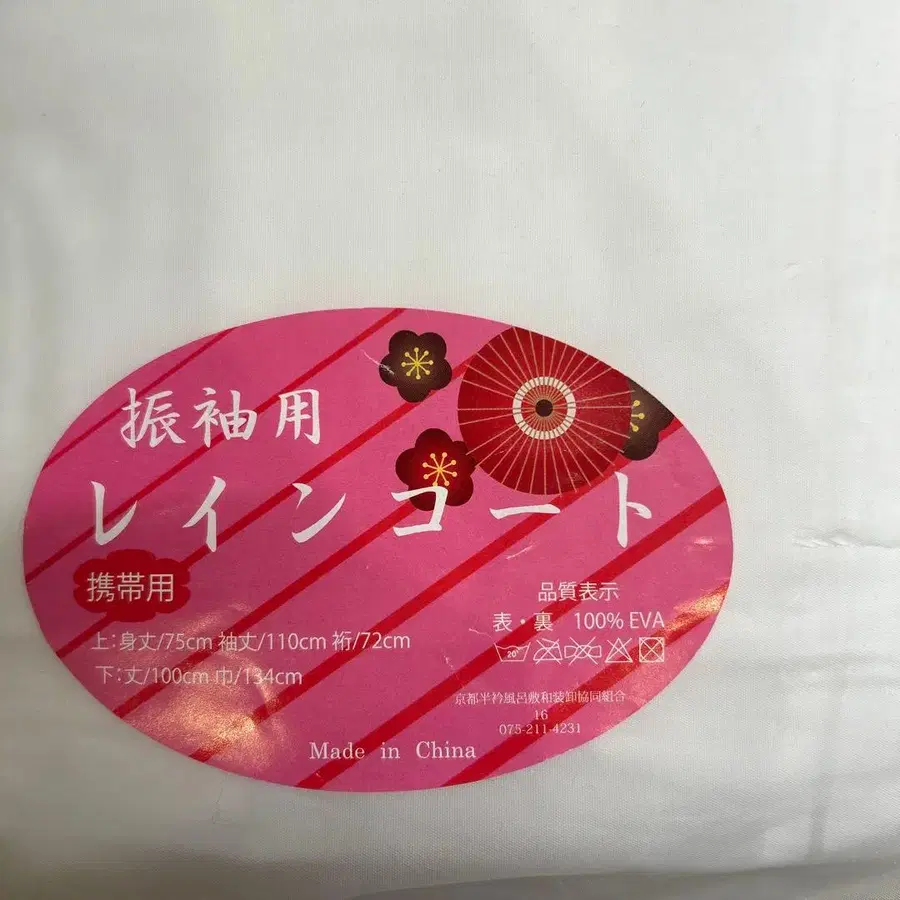 振袖用
レインコート
携帯用
上:身丈/75cm 袖丈/110cm 裄/72cm
下:丈/100cm 巾/134cm
品質表示
表・裏 100% EVA
20
京都半衿風呂敷和装卸協同組合
16
075-211-4231
Made in China